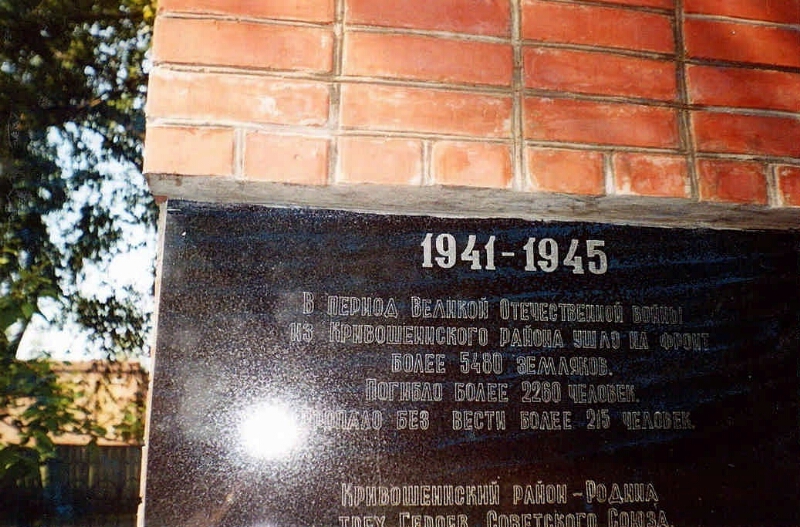 1941-1945
В ПЕРИОД ВЕЛИКОЙ ОТЕЧЕСТВЕННОЙ ВОЙНЫ
ИЗ КРИВОШЕИНСКОГО РАЙОНА УШЛО НА ФРОНТ
БОЛЕЕ 5480 ЗЕМЛЯКОВ.
ПОГИБЛО БОЛЕЕ 2260 ЧЕЛОВЕК.
ПРОПАЛО БЕЗ ВЕСТИ БОЛЕЕ 215 ЧЕЛОВЕК.
КРИВОШЕИНСКИЙ РАЙОН-РОДИНА
ТРЕХ ГЕРОЕВ СОВЕТСКОГО СОЮЗА